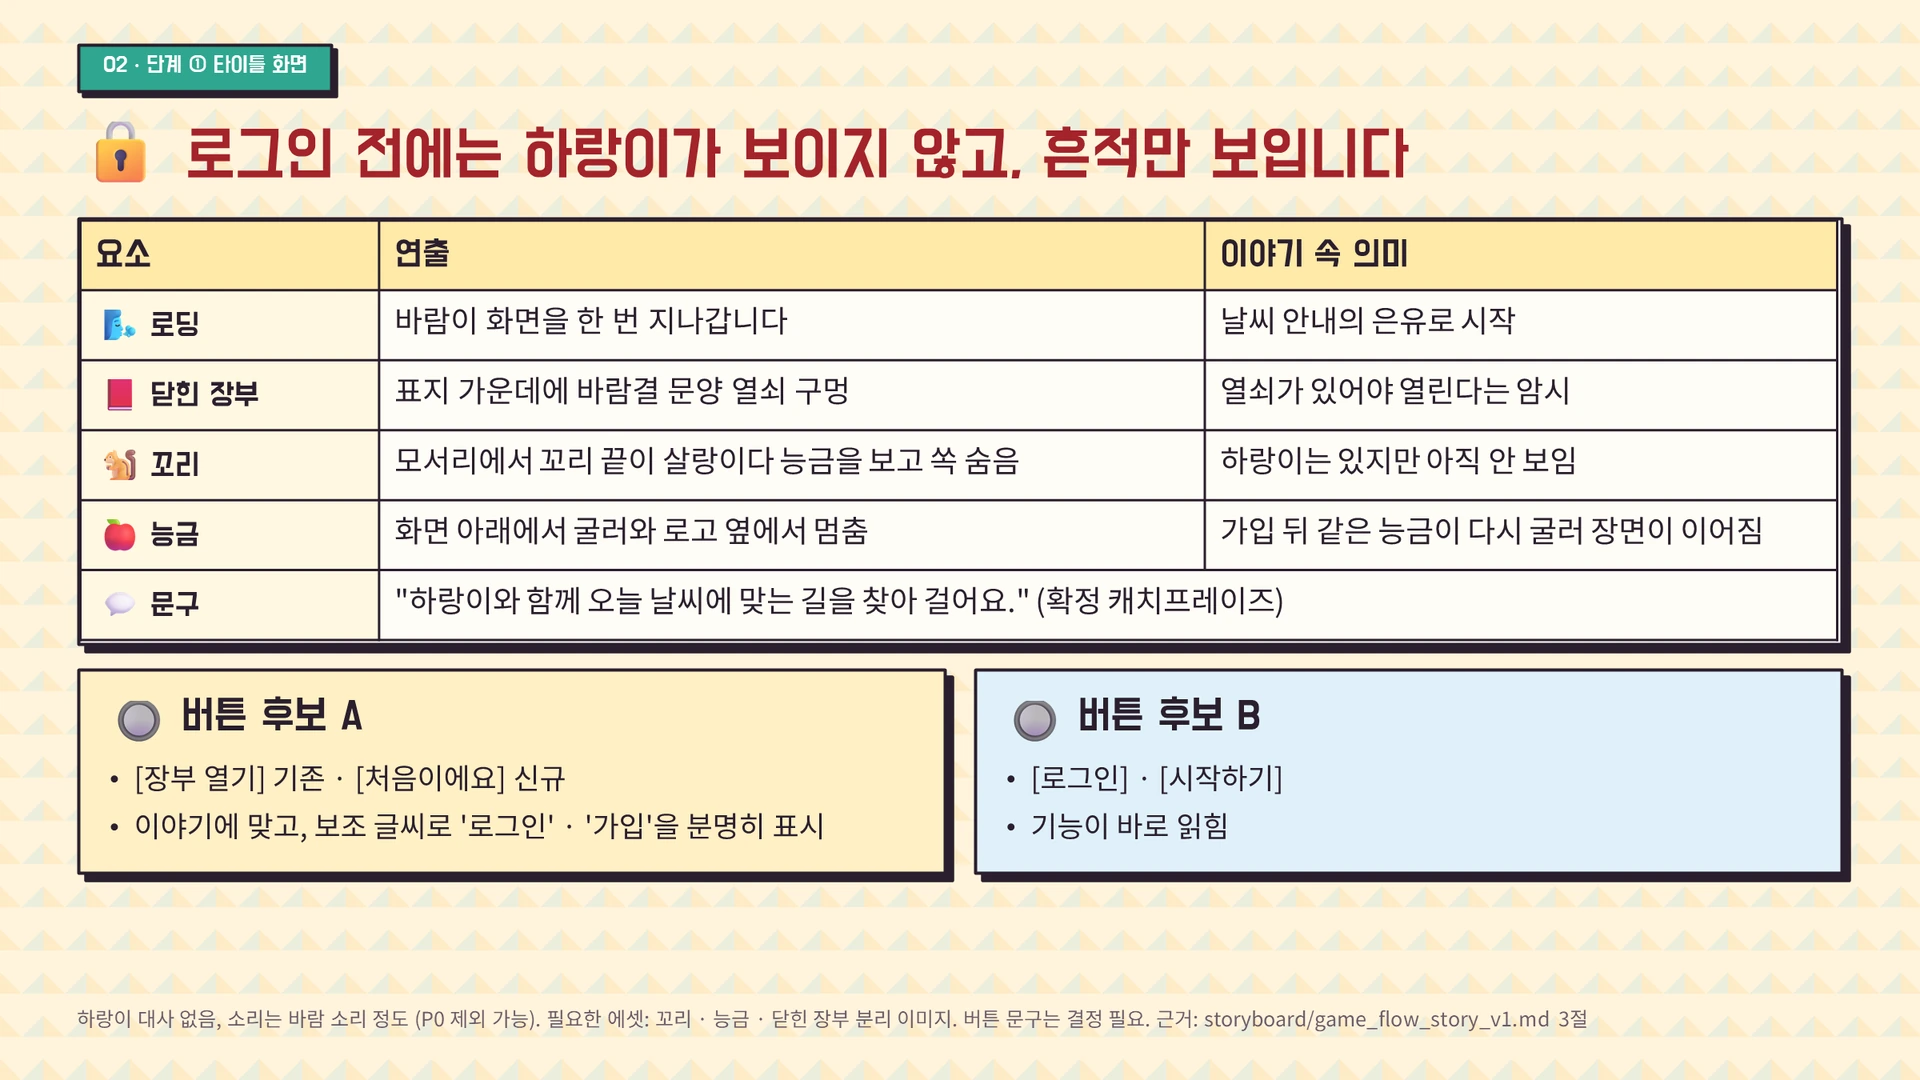 02 · 단계 ① 타이틀 화면
로그인 전에는 하랑이가 보이지 않고, 흔적만 보입니다
요소 연출 이야기 속 의미
로딩 바람이 화면을 한 번 지나갑니다 날씨 안내의 은유로 시작
닫힌 장부 표지 가운데에 바람결 문양 열쇠 구멍 열쇠가 있어야 열린다는 암시
꼬리 모서리에서 꼬리 끝이 살랑이다 능금을 보고 쏙 숨음 하랑이는 있지만 아직 안 보임
능금 화면 아래에서 굴러와 로고 옆에서 멈춤 가입 뒤 같은 능금이 다시 굴러 장면이 이어짐
문구 "하랑이와 함께 오늘 날씨에 맞는 길을 찾아 걸어요." (확정 캐치프레이즈)
버튼 후보 A
• [장부 열기] 기존 · [처음이에요] 신규
• 이야기에 맞고, 보조 글씨로 '로그인' · '가입'을 분명히 표시
버튼 후보 B
• [로그인] · [시작하기]
• 기능이 바로 읽힘
하랑이 대사 없음, 소리는 바람 소리 정도 (P0 제외 가능). 필요한 에셋: 꼬리 · 능금 · 닫힌 장부 분리 이미지. 버튼 문구는 결정 필요. 근거: storyboard/game_flow_story_v1.md 3절